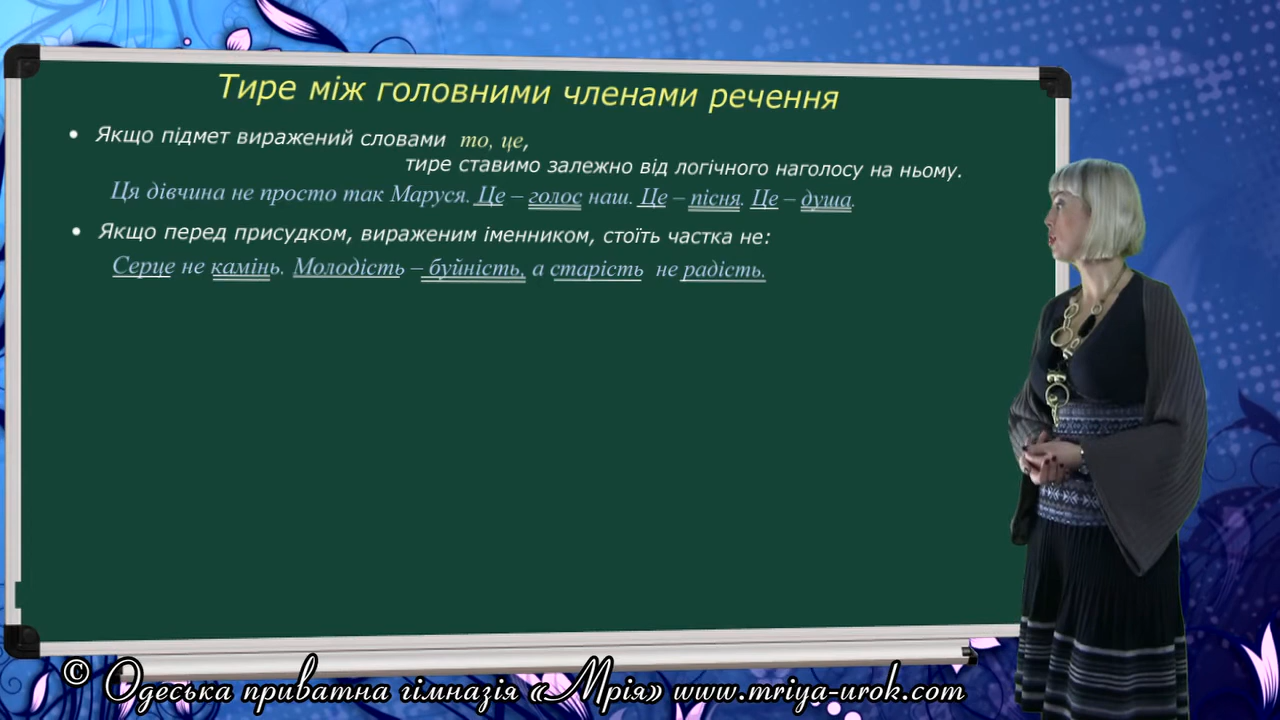 Тире між головними членами речення
• Якщо підмет виражений словами то, це,
тире ставимо залежно від логічного наголосу на ньому.
Ця дівчина не просто так Маруся. Це – голос наш. Це – пісня. Це – душа.
• Якщо перед присудком, вираженим іменником, стоїть частка не:
Серце не камінь. Молодість – буйність, а старість не радість.
© Одеська приватна гімназія «Мрія» www.mriya-urok.com